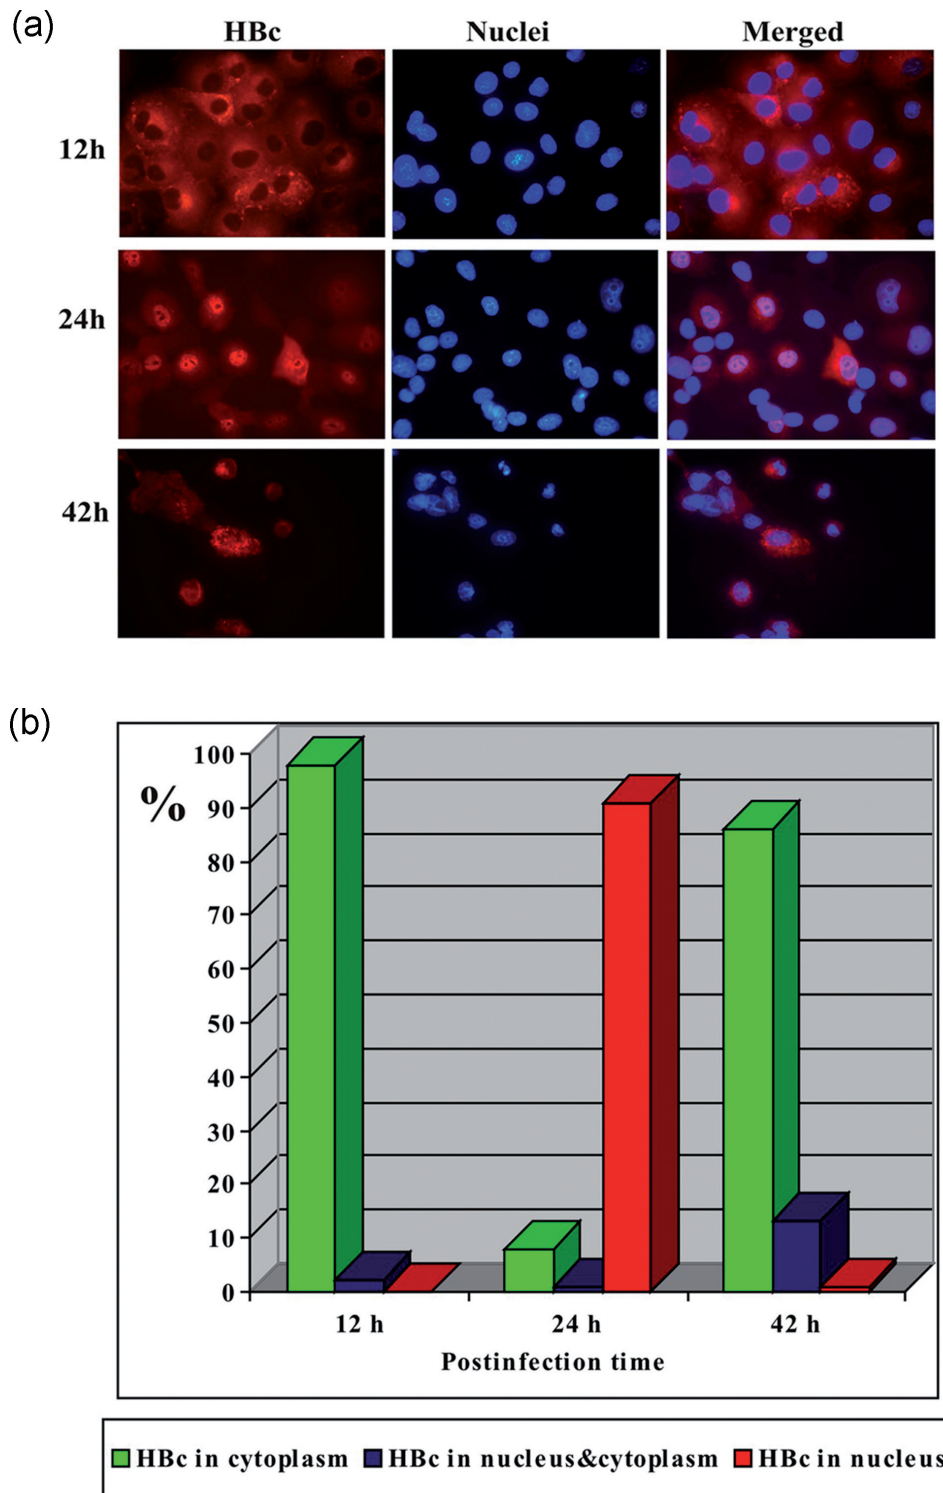 (a)
HBc Nuclei Merged
12h
24h
42h
(b)
%
100
90
80
70
60
50
40
30
20
10
0
12 h 24 h 42 h
Postinfection time
HBc in cytoplasm HBc in nucleus&cytoplasm HBc in nucleus